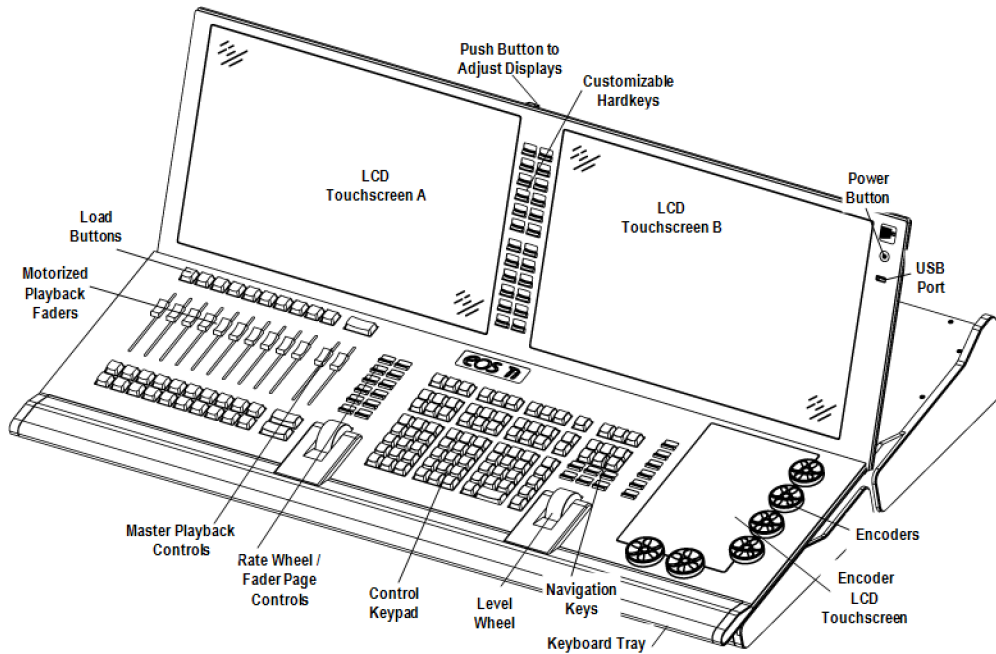 Push Button to
Adjust Displays
Customizable
Hardkeys
LCD
Touchscreen A
LCD
Touchscreen B
Power
Button
USB
Port
Load
Buttons
Motorized
Playback
Faders
eos Ti
Master Playback
Controls
Rate Wheel /
Fader Page
Controls
Control
Keypad
Level
Wheel
Navigation
Keys
Keyboard Tray
Encoders
Encoder
LCD
Touchscreen